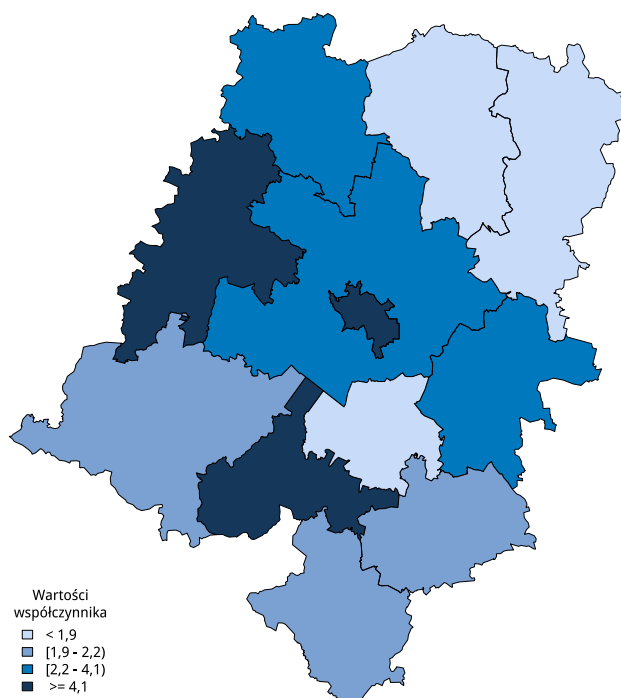 Wartości
współczynnika
< 1,9
[1,9 - 2,2)
[2,2 - 4,1)
>= 4,1